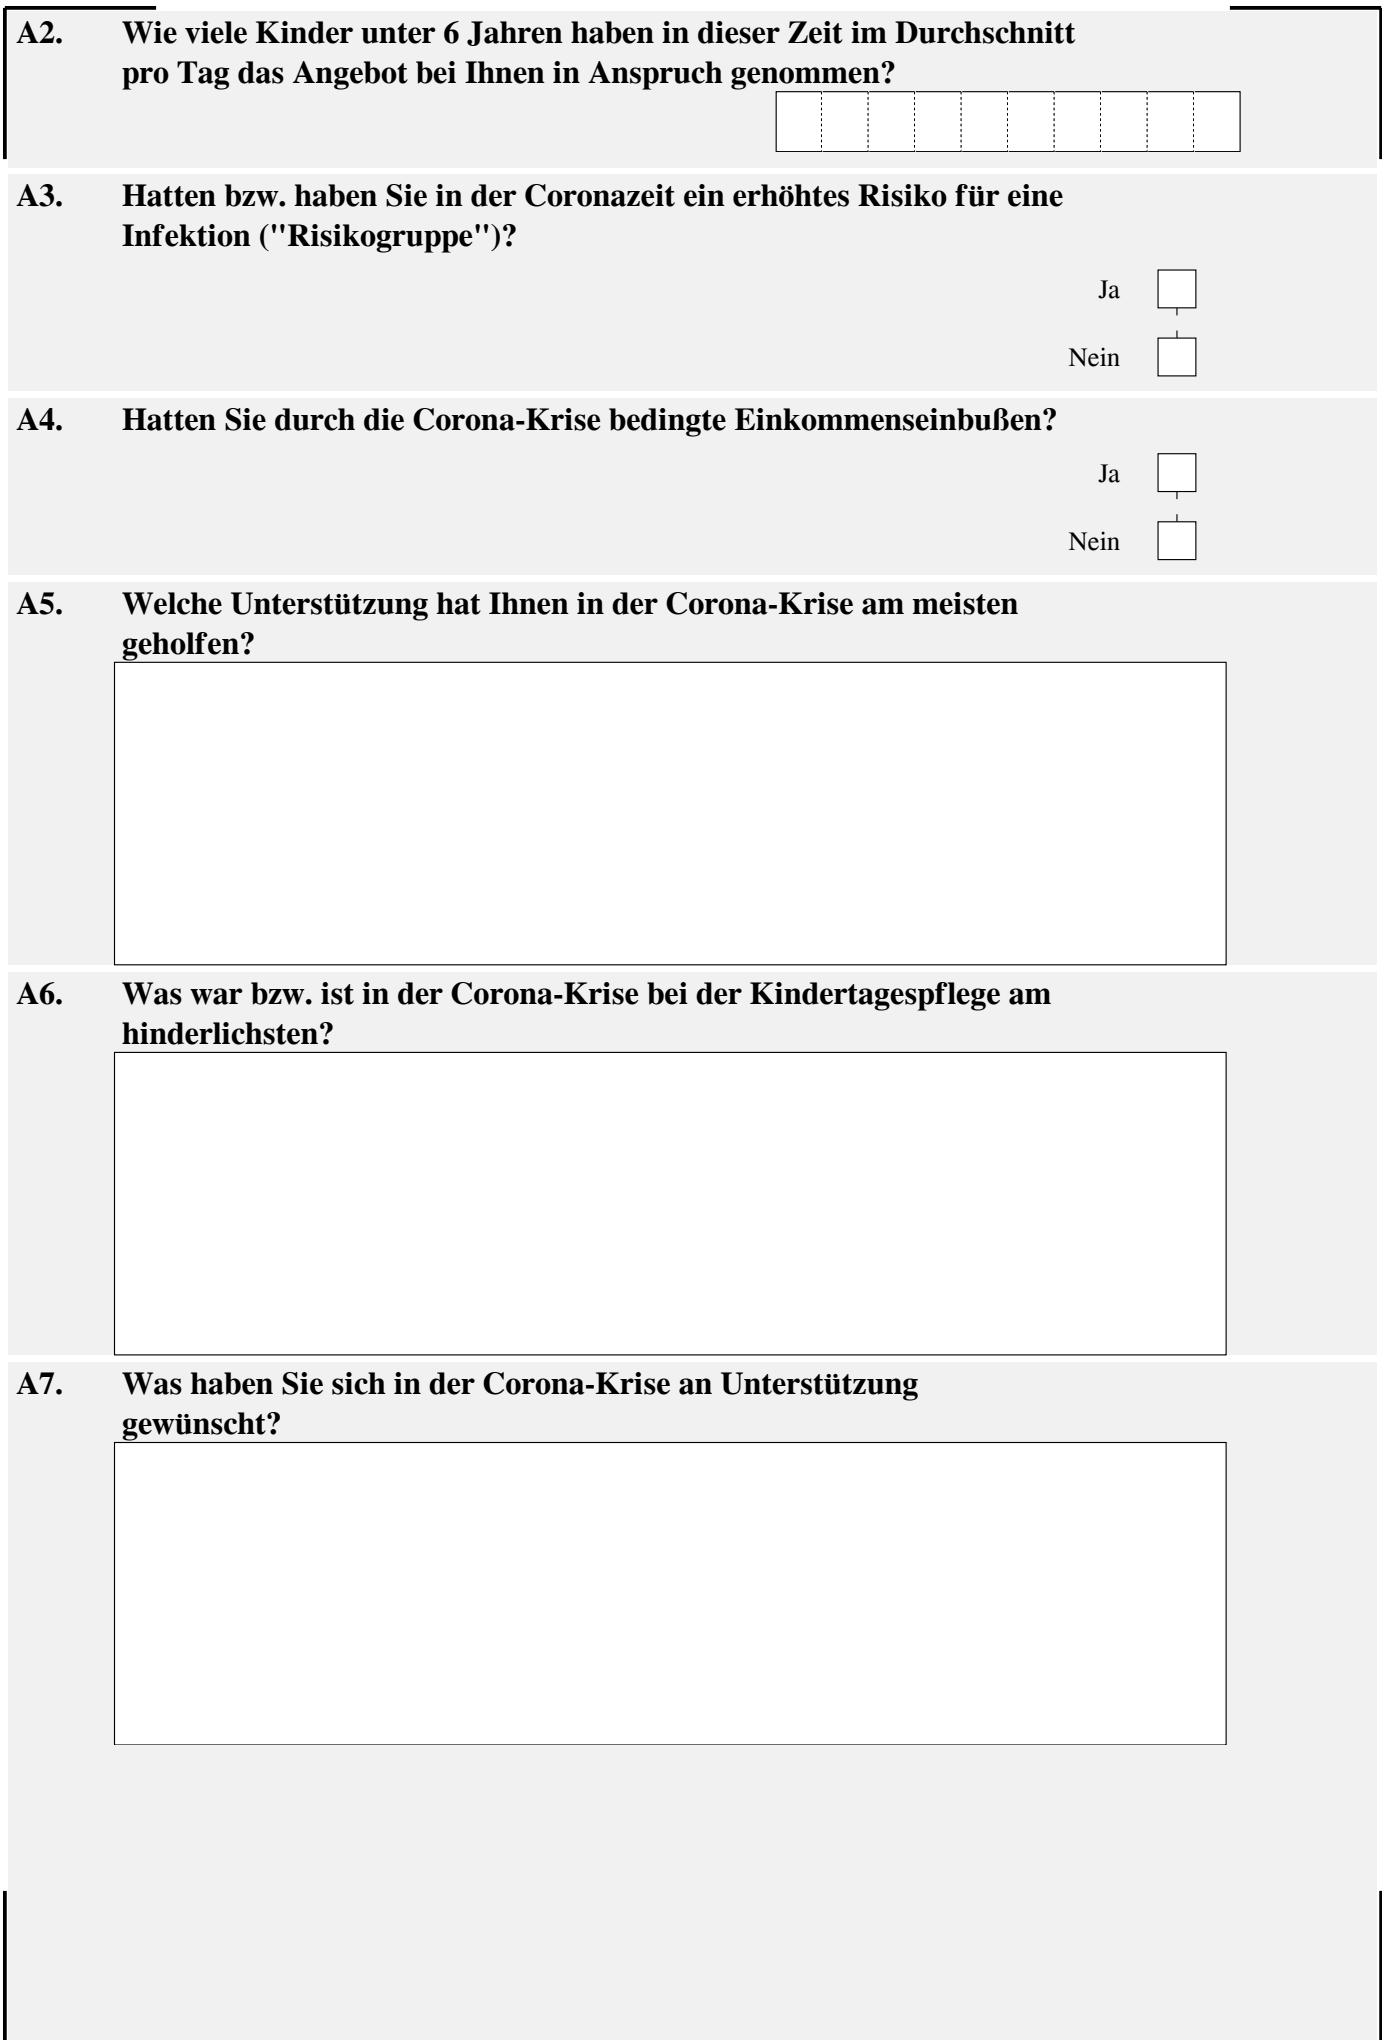 A2. Wie viele Kinder unter 6 Jahren haben in dieser Zeit im Durchschnitt
pro Tag das Angebot bei Ihnen in Anspruch genommen?
A3. Hatten bzw. haben Sie in der Coronazeit ein erhöhtes Risiko für eine
Infektion ("Risikogruppe")?
Ja
Nein
A4. Hatten Sie durch die Corona-Krise bedingte Einkommenseinbußen?
Ja
Nein
A5. Welche Unterstützung hat Ihnen in der Corona-Krise am meisten
geholfen?
A6. Was war bzw. ist in der Corona-Krise bei der Kindertagespflege am
hinderlichsten?
A7. Was haben Sie sich in der Corona-Krise an Unterstützung
gewünscht?